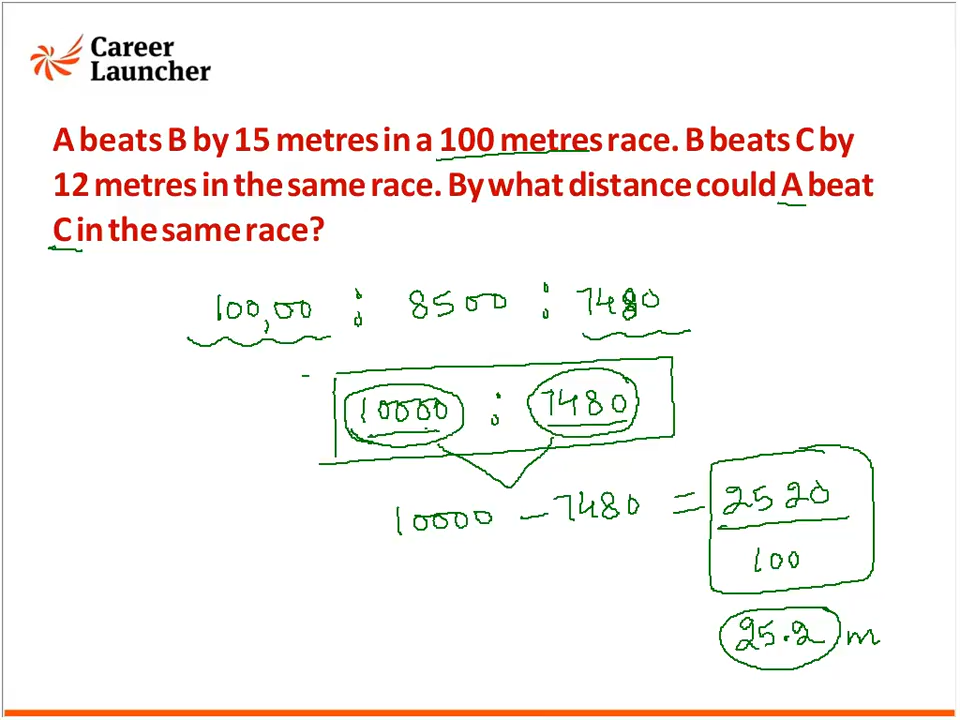 Career
Launcher
A beats B by 15 metres in a 100 metres race. B beats C by
12 metres in the same race. By what distance could A beat
C in the same race?
100,00 : 8500 : 7480
10000 : 7480
10000 - 7480 = 2520
100
25.2 m